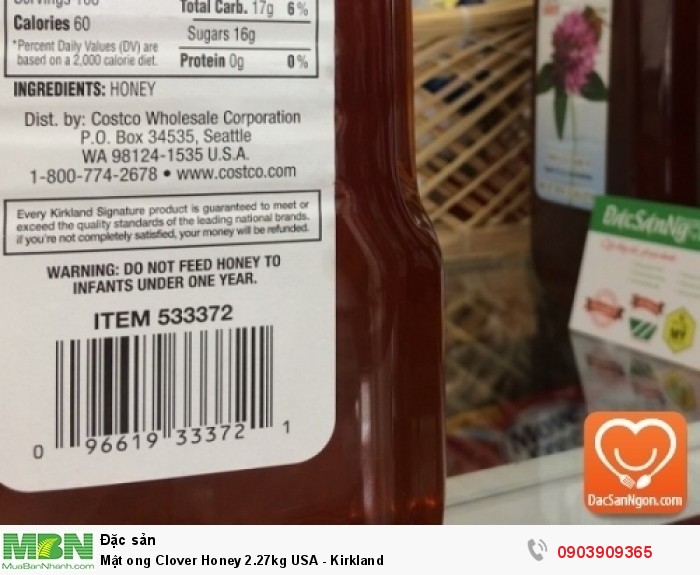 Total Carb. 17g 6%
Calories 60
Sugars 16g
*Percent Daily Values (DV) are
based on a 2,000 calorie diet.
Protein 0g 0%
INGREDIENTS: HONEY
Dist. by: Costco Wholesale Corporation
P.O. Box 34535, Seattle
WA 98124-1535 U.S.A.
1-800-774-2678 • www.costco.com
Every Kirkland Signature product is guaranteed to meet or
exceed the quality standards of the leading national brands.
If you're not completely satisfied, your money will be refunded.
WARNING: DO NOT FEED HONEY TO
INFANTS UNDER ONE YEAR.
ITEM 533372
0 96619 33372 1
DacSanNgon.com
MBN
MuaBanNhanh.com
Đặc sản
Mật ong Clover Honey 2.27kg USA - Kirkland
0903909365